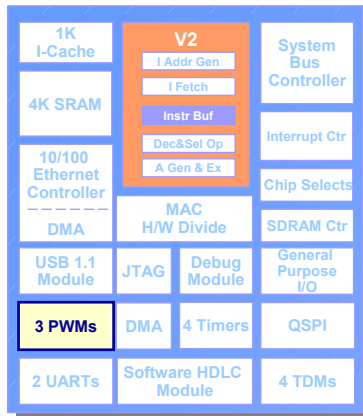 1K
I-Cache
4K SRAM
10/100
Ethernet
Controller
DMA
V2
I Addr Gen
I Fetch
Instr Buf
Dec&Sel Op
A Gen & Ex
System
Bus
Controller
Interrupt Ctr
Chip Selects
MAC
H/W Divide
SDRAM Ctr
USB 1.1
Module
JTAG
Debug
Module
General
Purpose
I/O
3 PWMs
DMA
4 Timers
QSPI
2 UARTs
Software HDLC
Module
4 TDMs